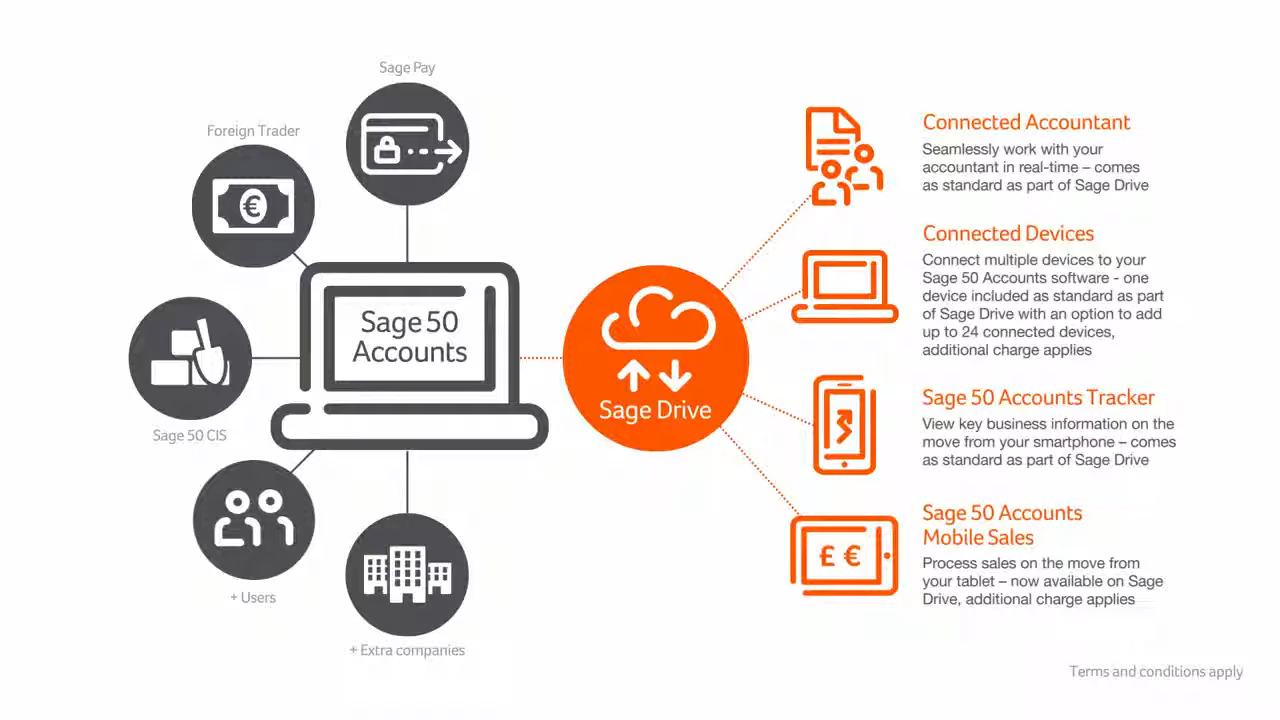 Sage Pay
Foreign Trader
€
Sage 50
Accounts
Sage 50 CIS
+ Users
+ Extra companies
Sage Drive
Connected Accountant
Seamlessly work with your
accountant in real-time – comes
as standard as part of Sage Drive
Connected Devices
Connect multiple devices to your
Sage 50 Accounts software - one
device included as standard as part
of Sage Drive with an option to add
up to 24 connected devices,
additional charge applies
Sage 50 Accounts Tracker
View key business information on the
move from your smartphone – comes
as standard as part of Sage Drive
£ €
Sage 50 Accounts
Mobile Sales
Process sales on the move from
your tablet – now available on Sage
Drive, additional charge applies
Terms and conditions apply